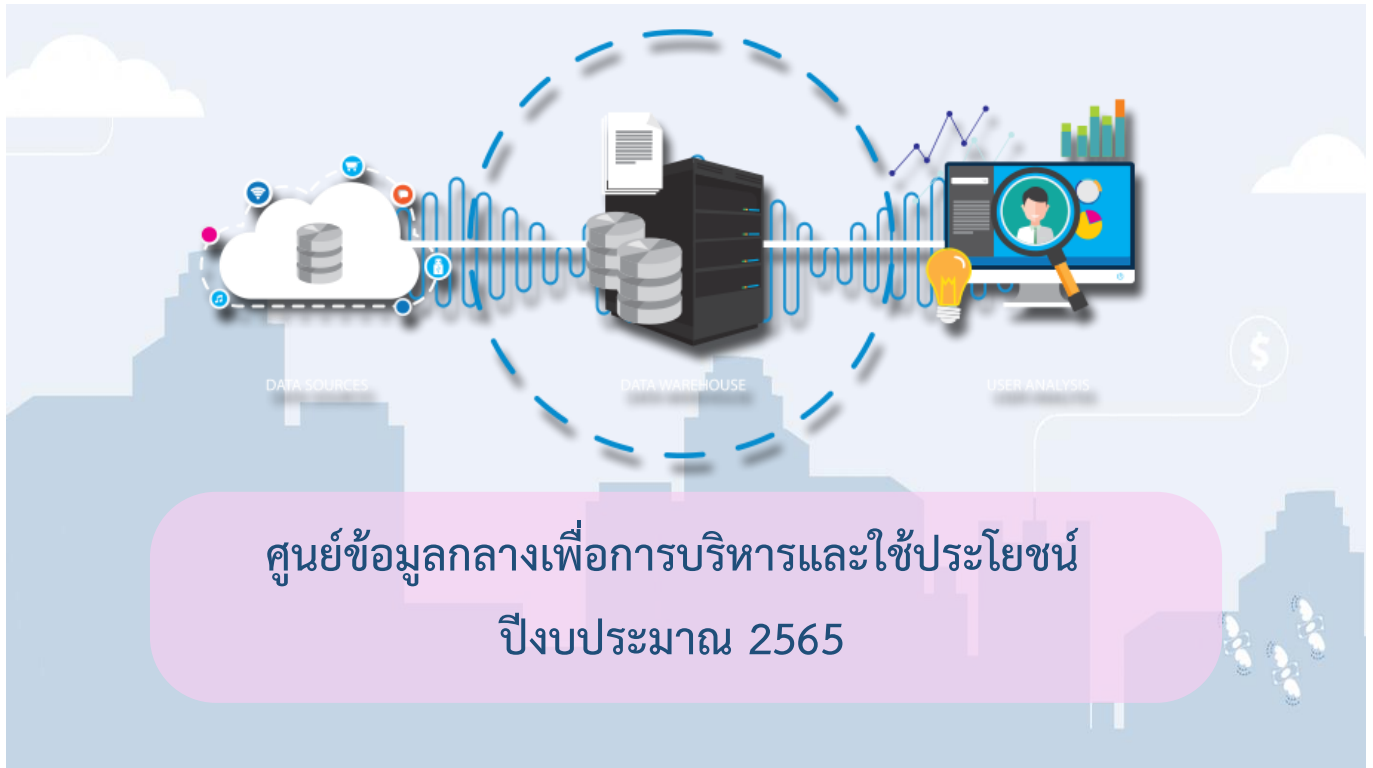 DATA SOURCES
DATA WAREHOUSE
USER ANALYSIS
$
ศูนย์ข้อมูลกลางเพื่อการบริหารและใช้ประโยชน์
ปีงบประมาณ 2565